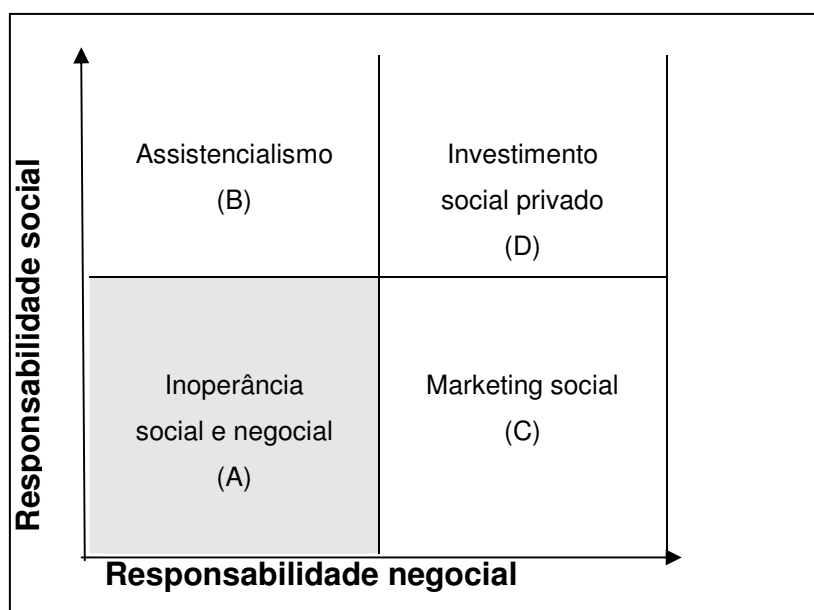 Responsabilidade social
Assistencialismo
(B)
Investimento
social privado
(D)
Inoperância
social e negocial
(A)
Marketing social
(C)
Responsabilidade negocial